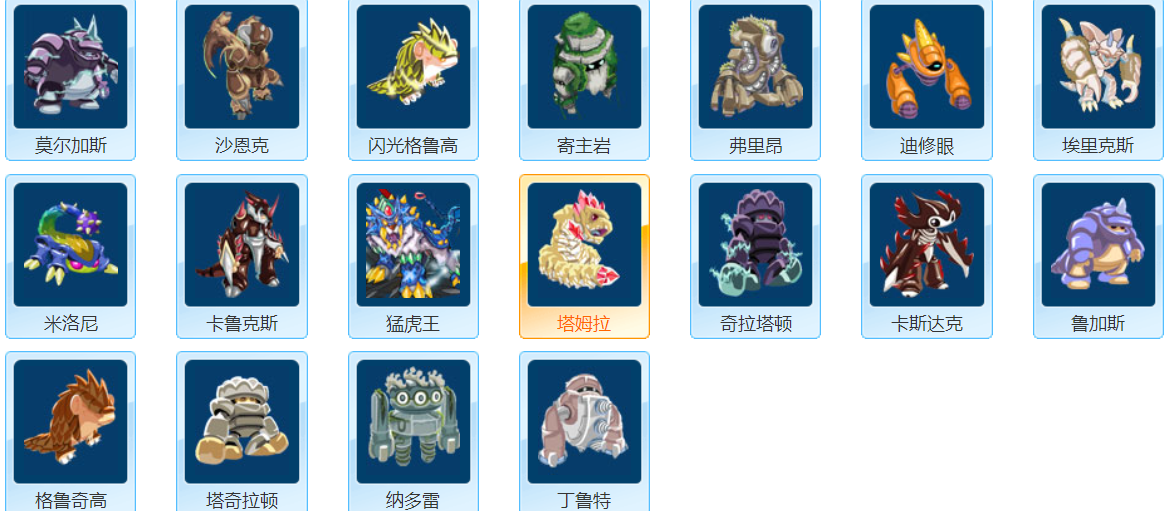 莫尔加斯
沙恩克
闪光格鲁高
寄主岩
弗里昂
迪修眼
埃里克斯
米洛尼
卡鲁克斯
猛虎王
塔姆拉
奇拉塔顿
卡斯达克
鲁加斯
格鲁奇高
塔奇拉顿
纳多雷
丁鲁特